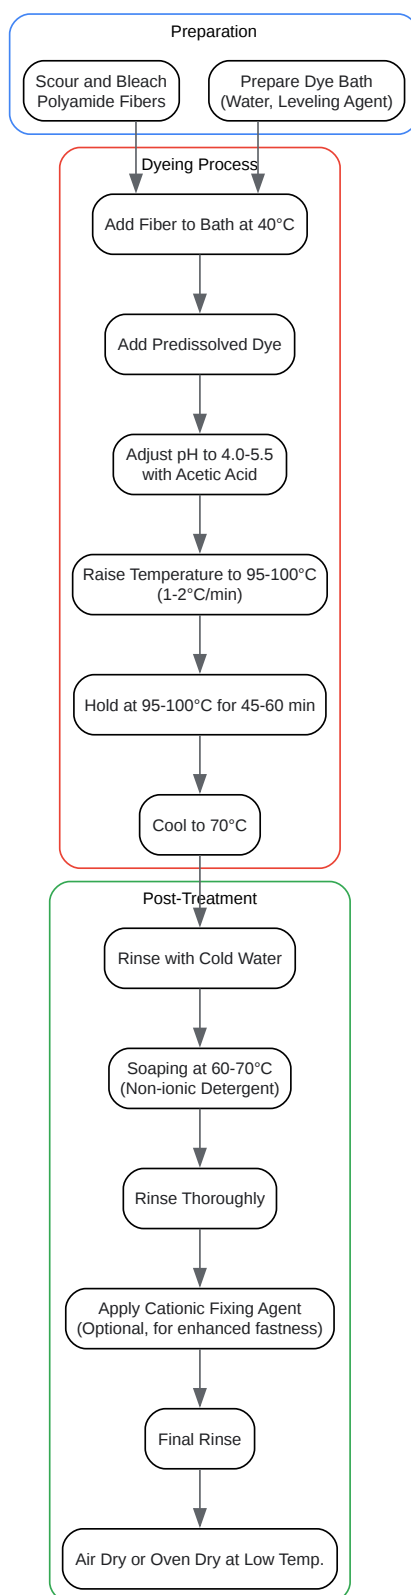 Preparation
Scour and Bleach
Polyamide Fibers
Prepare Dye Bath
(Water, Leveling Agent)
Dyeing Process
Add Fiber to Bath at 40°C
Add Predissolved Dye
Adjust pH to 4.0-5.5
with Acetic Acid
Raise Temperature to 95-100°C
(1-2°C/min)
Hold at 95-100°C for 45-60 min
Cool to 70°C
Post-Treatment
Rinse with Cold Water
Soaping at 60-70°C
(Non-ionic Detergent)
Rinse Thoroughly
Apply Cationic Fixing Agent
(Optional, for enhanced fastness)
Final Rinse
Air Dry or Oven Dry at Low Temp.